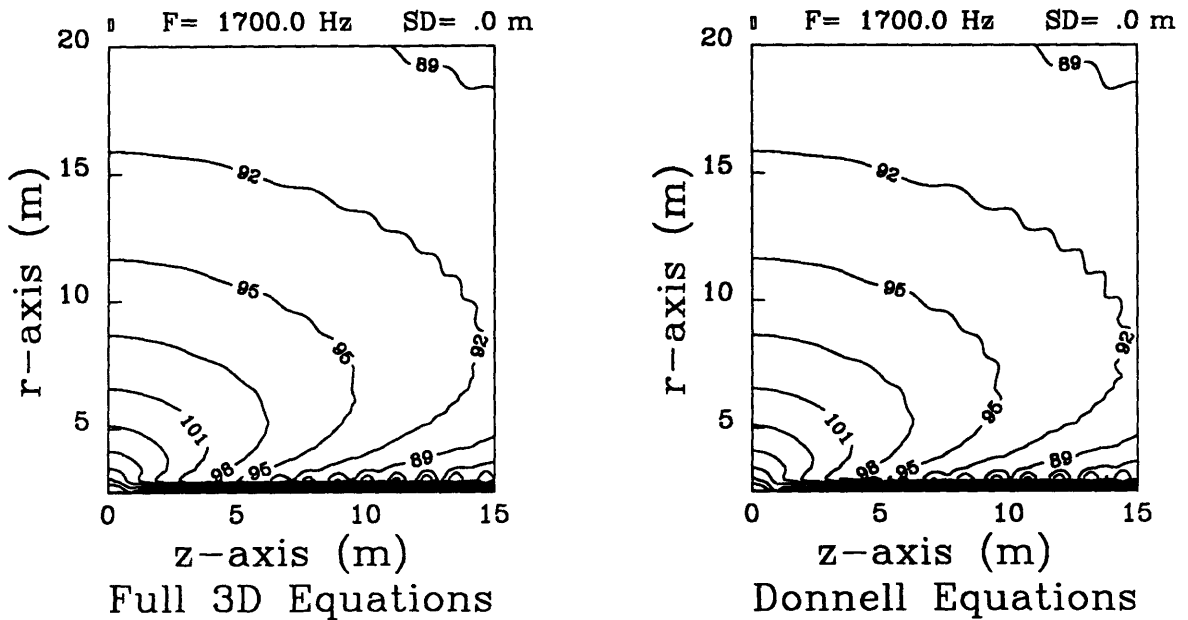 ▯ F= 1700.0 Hz SD= .0 m
20
15
10
5
0 5 10 15
r-axis (m)
z-axis (m)
89
92
95
95
92
101
98
95
89
Full 3D Equations
▯ F= 1700.0 Hz SD= .0 m
20
15
10
5
0 5 10 15
r-axis (m)
z-axis (m)
89
92
95
92
101
95
98
95
89
Donnell Equations